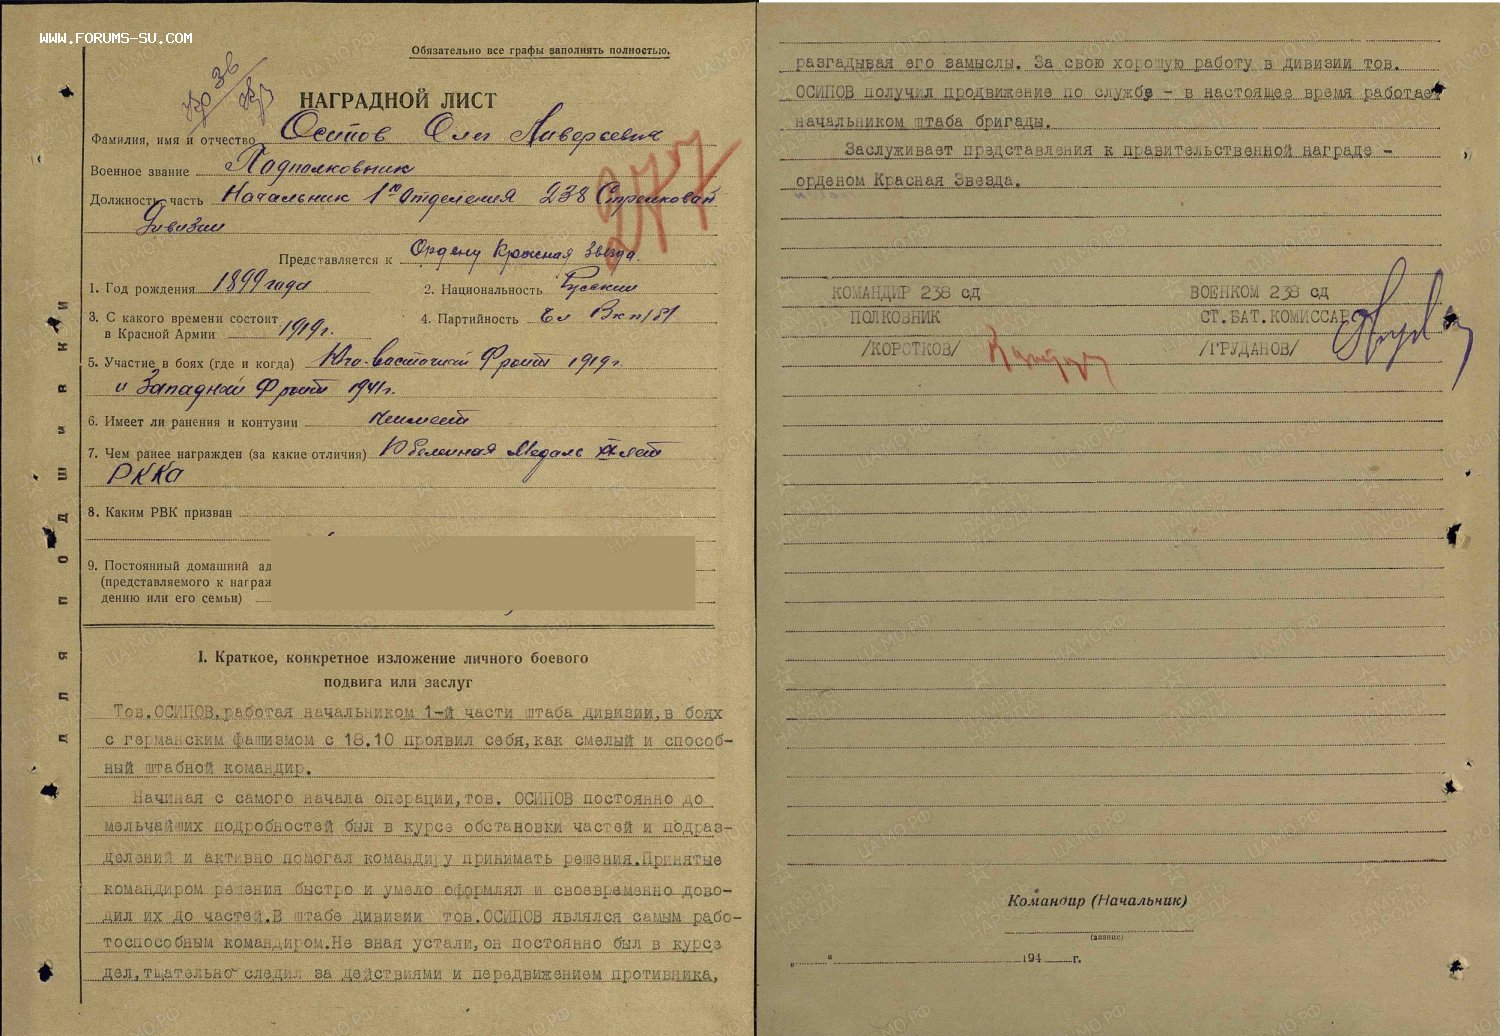 www.forums-su.com
Обязательно все графы заполнять полностью.
Кр Зв
НАГРАДНОЙ ЛИСТ
Фамилия, имя и отчество Осипов Олег Ливерьевич
Военное звание Подполковник
Должность, часть Начальник 1го отделения 238 Стрелковой
Дивизии
277
Представляется к Ордену Красная Звезда.
1. Год рождения 1899 года
2. Национальность Русский
3. С какого времени состоит
в Красной Армии 1919г.
4. Партийность Чл ВКП/б/
5. Участие в боях (где и когда) Юго-Восточный Фронт 1919г.
и Западный Фронт 1941г.
6. Имеет ли ранения и контузии неимеет
7. Чем ранее награжден (за какие отличия) Юбелейная Медаль XX лет
РККА
8. Каким РВК призван
9. Постоянный домашний ад
(представляемого к награж
дению или его семьи)
Для подшивки
I. Краткое, конкретное изложение личного боевого
подвига или заслуг
Тов.ОСИПОВ,работая начальником 1-й части штаба дивизии,в боях
с германским фашизмом с 18.10 проявил себя,как смелый и способ-
ный штабной командир.
Начиная с самого начала операции,тов. ОСИПОВ постоянно до
мельчайших подробностей был в курсе обстановки частей и подраз-
делений и активно помогал командиру принимать решения.Принятые
командиром решения быстро и умело оформлял и своевременно дово-
дил их до частей.В штабе дивизии тов.ОСИПОВ являлся самым рабо-
тоспособным командиром.Не зная устали,он постоянно был в курсе
дел,тщательно следил за действиями и передвижением противника,
разгадывая его замыслы. За свою хорошую работу в дивизии тов.
ОСИПОВ получил продвижение по службе - в настоящее время работает
начальником штаба бригады.
Заслуживает представления к правительственной награде -
орденом Красная Звезда.
КОМАНДИР 238 сд
ПОЛКОВНИК
/КОРОТКОВ/
ВОЕНКОМ 238 сд
СТ.БАТ.КОМИССАР
/ГРУДАНОВ/
Командир (Начальник)
(звание)
„ “ 194 г.